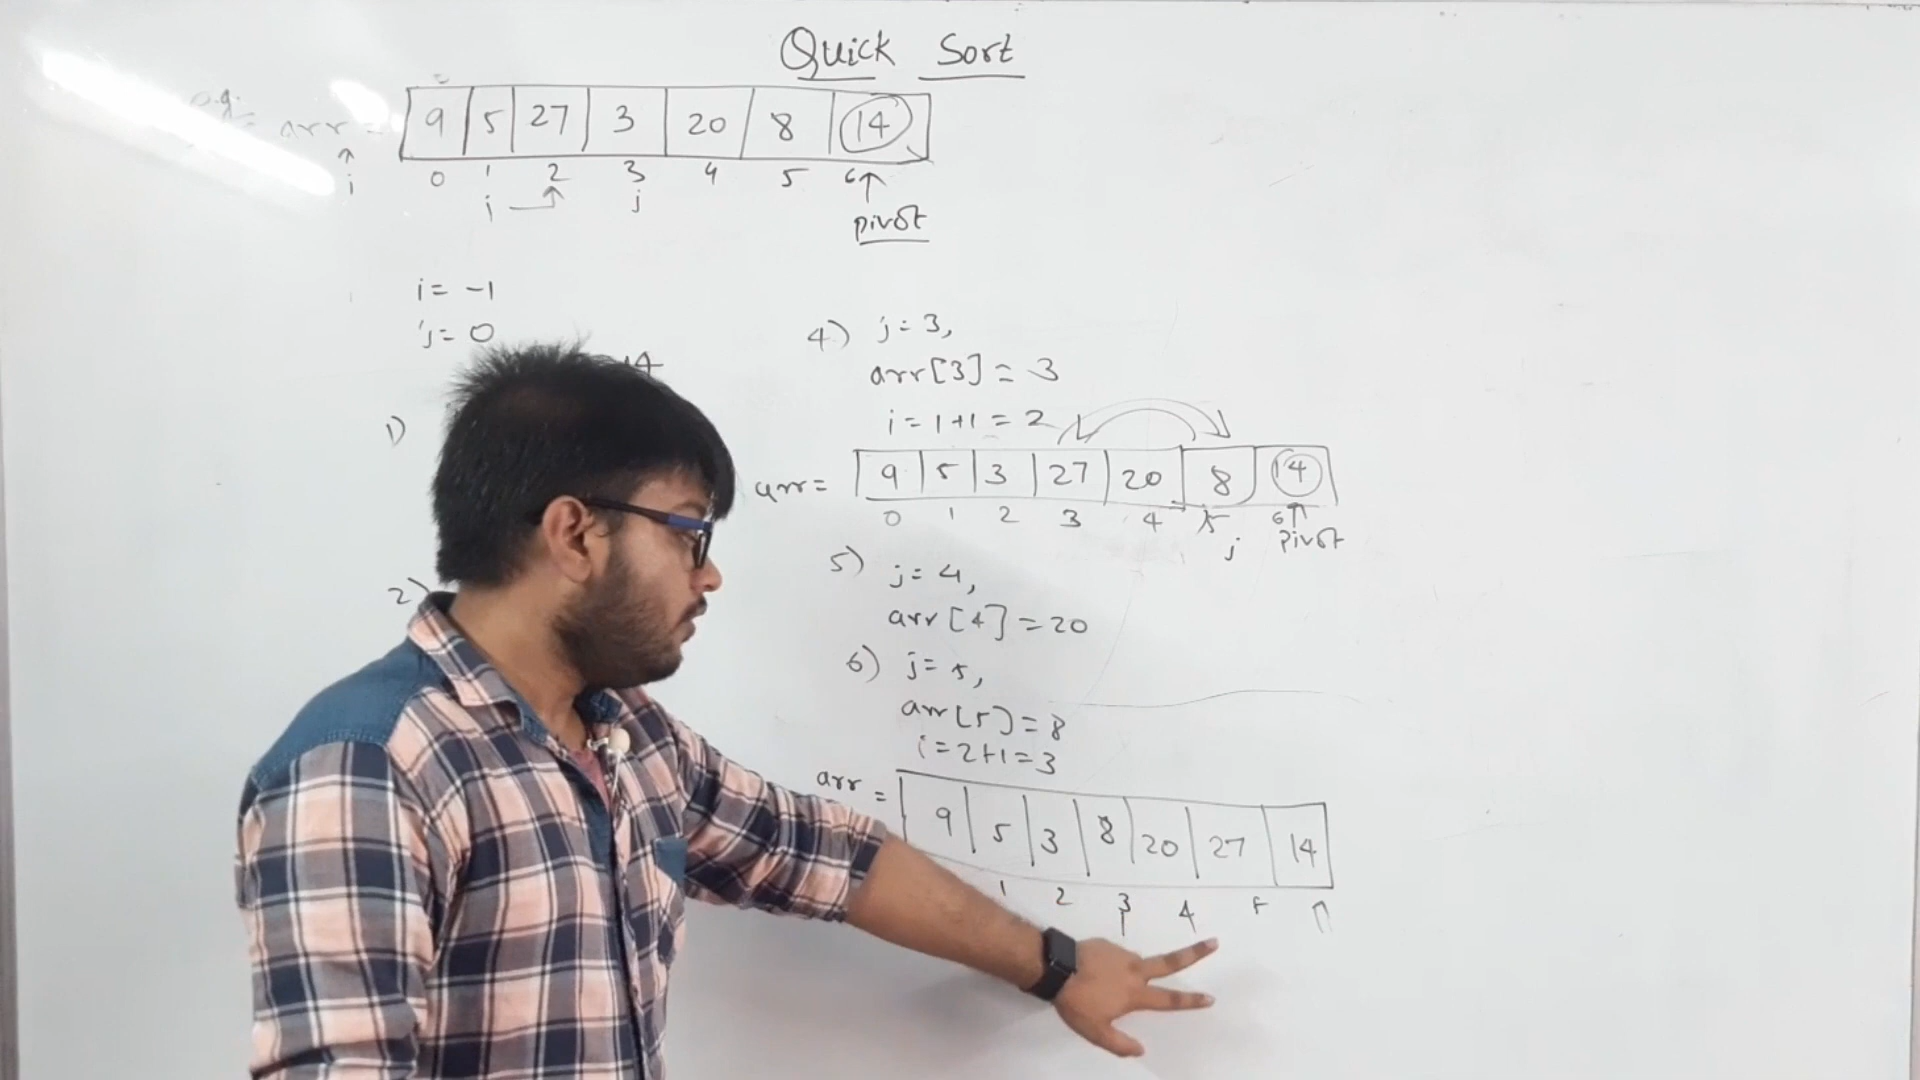 Quick Sort
e.g. arr = 9 5 27 3 20 8 14
i 0 1 2 3 4 5 6
i j
pivot
i = -1
j = 0
14
1)
2)
4) j = 3,
arr[3] = 3
i = 1+1 = 2
arr = 9 5 3 27 20 8 14
0 1 2 3 4 5 6
j pivot
5) j = 4,
arr[4] = 20
6) j = 5,
arr[5] = 8
i = 2+1 = 3
arr = 9 5 3 8 20 27 14
1 2 3 4 5